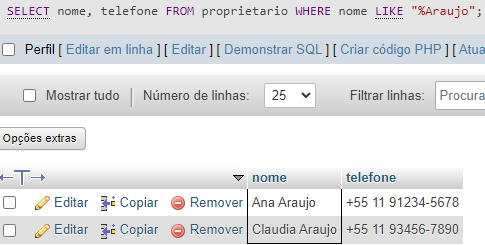 SELECT nome, telefone FROM proprietario WHERE nome LIKE "%Araujo";
Perfil [ Editar em linha ] [ Editar ] [ Demonstrar SQL ] [ Criar código PHP ] [ Atua
Mostrar tudo Número de linhas: 25 Filtrar linhas: Procura
Opções extras
nome telefone
Editar Copiar Remover Ana Araujo +55 11 91234-5678
Editar Copiar Remover Claudia Araujo +55 11 93456-7890